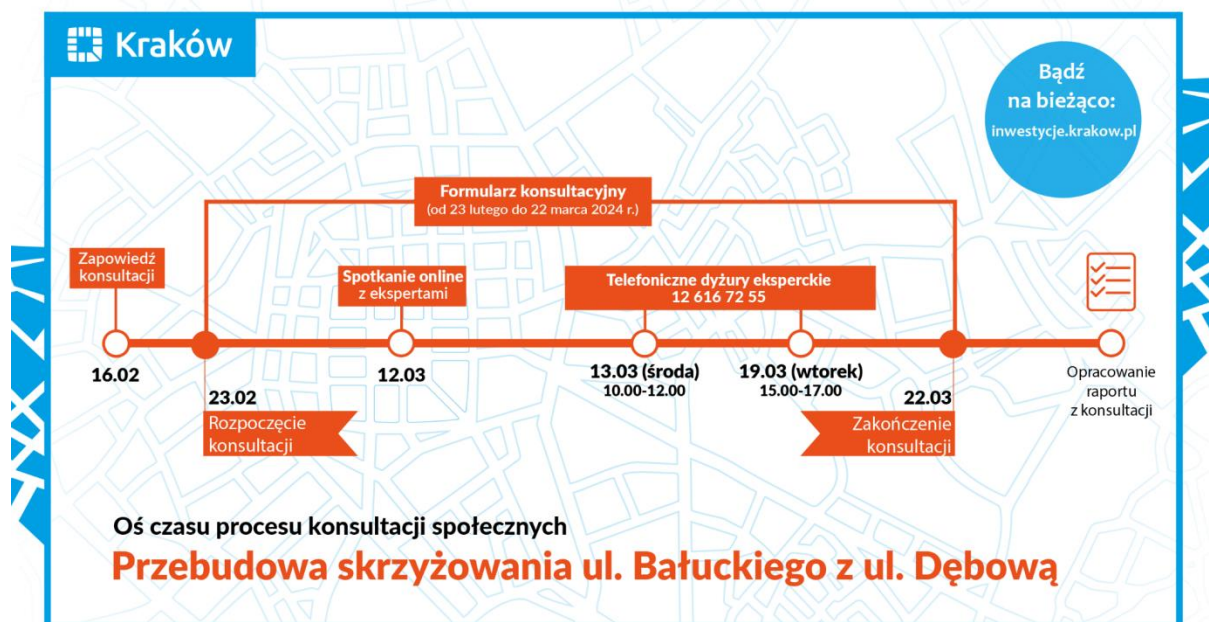 Kraków
Bądź
na bieżąco:
inwestycje.krakow.pl
Formularz konsultacyjny
(od 23 lutego do 22 marca 2024 r.)
Zapowiedź
konsultacji
Spotkanie online
z ekspertami
Telefoniczne dyżury eksperckie
12 616 72 55
16.02
23.02
Rozpoczęcie
konsultacji
12.03
13.03 (środa)
10.00-12.00
19.03 (wtorek)
15.00-17.00
22.03
Zakończenie
konsultacji
Opracowanie
raportu
z konsultacji
Oś czasu procesu konsultacji społecznych
Przebudowa skrzyżowania ul. Bałuckiego z ul. Dębową